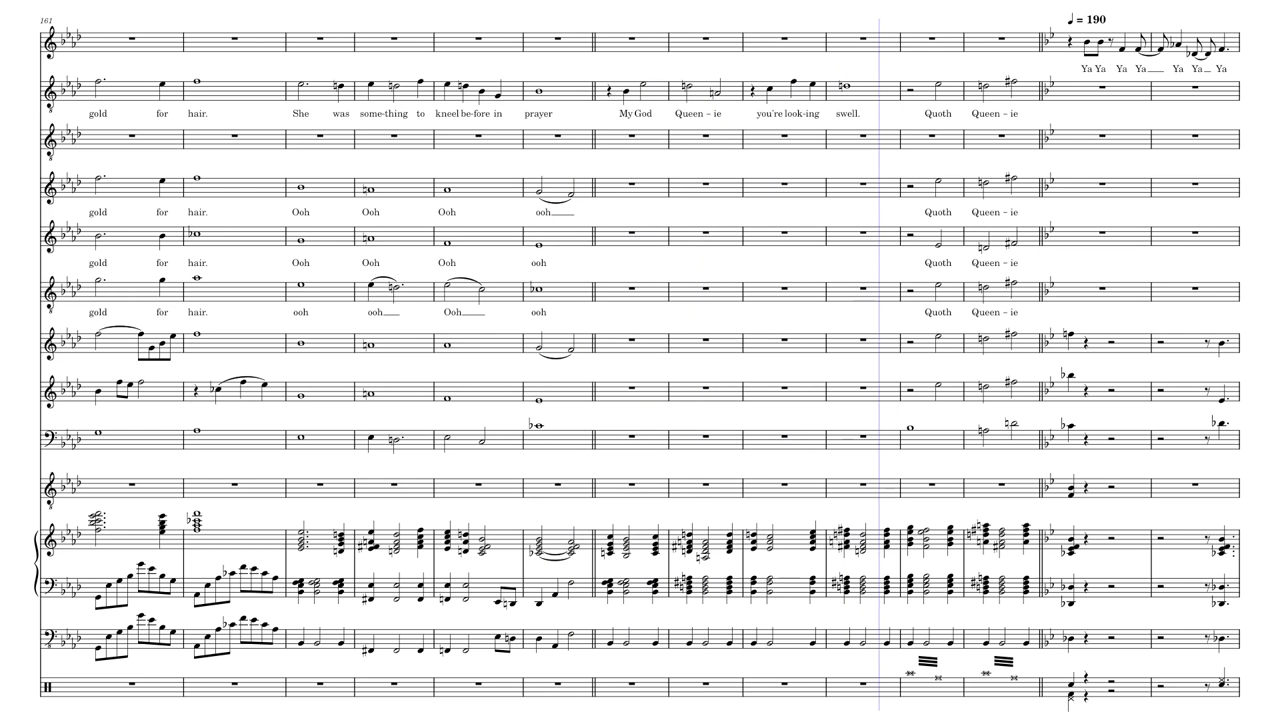 161
♩ = 190
Ya Ya Ya Ya Ya Ya Ya
gold for hair. She was some-thing to kneel be-fore in prayer My God Queen-ie you're look-ing swell. Quoth Queen-ie
gold for hair. Ooh Ooh Ooh ooh Quoth Queen-ie
gold for hair. Ooh Ooh Ooh ooh Quoth Queen-ie
gold for hair. ooh ooh Ooh ooh Quoth Queen-ie